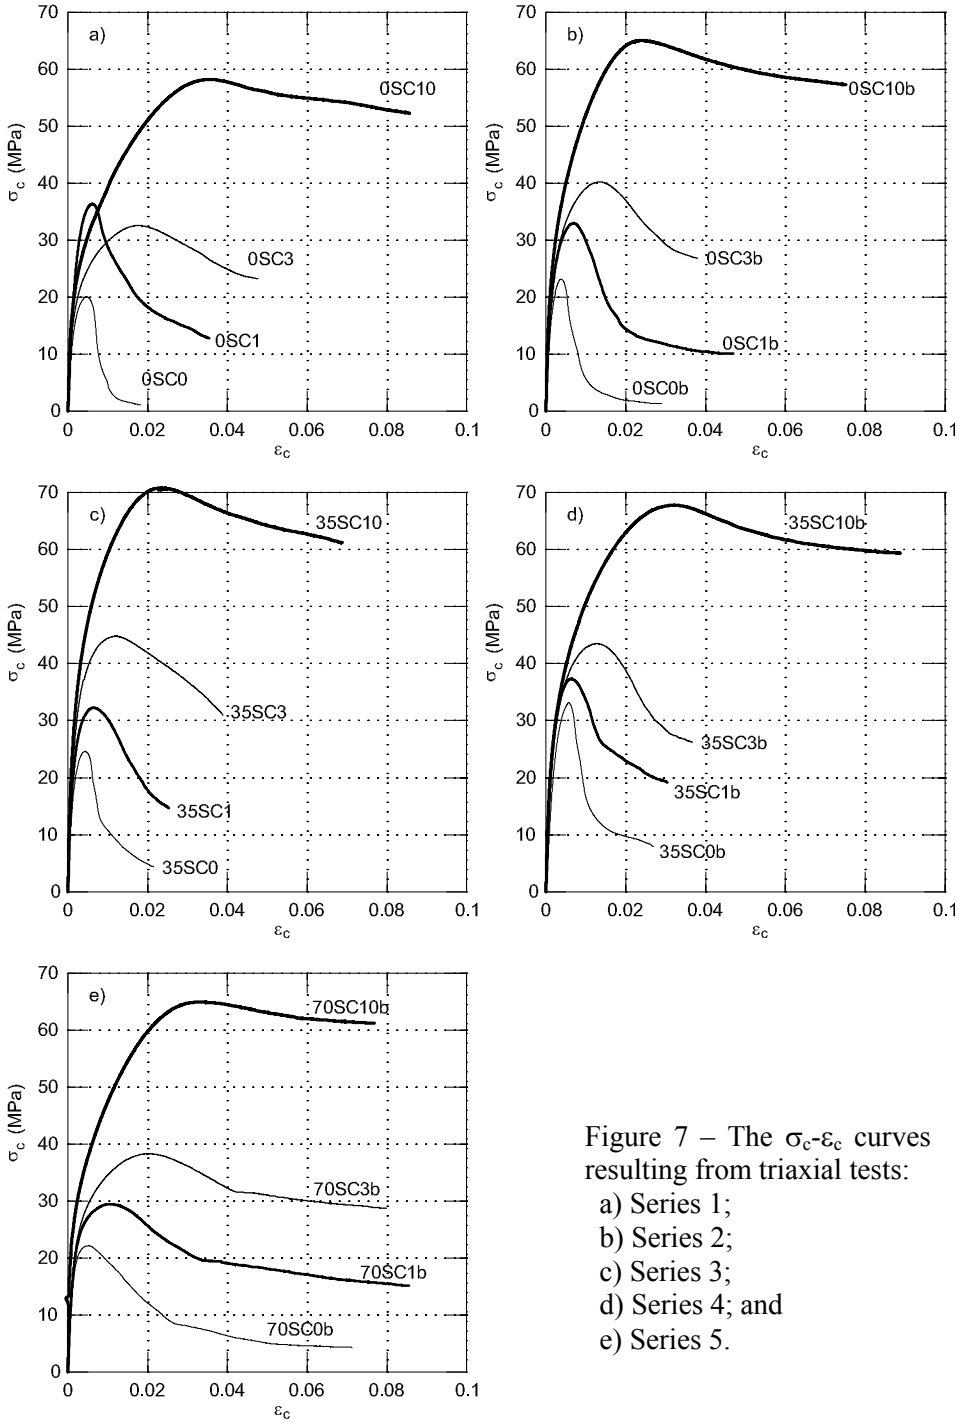 70
60
50
40
30
20
10
0
σc (MPa)
a)
0SC10
0SC3
0SC1
0SC0
0 0.02 0.04 0.06 0.08 0.1
εc
70
60
50
40
30
20
10
0
σc (MPa)
b)
0SC10b
0SC3b
0SC1b
0SC0b
0 0.02 0.04 0.06 0.08 0.1
εc
70
60
50
40
30
20
10
0
σc (MPa)
c)
35SC10
35SC3
35SC1
35SC0
0 0.02 0.04 0.06 0.08 0.1
εc
70
60
50
40
30
20
10
0
σc (MPa)
d)
35SC10b
35SC3b
35SC1b
35SC0b
0 0.02 0.04 0.06 0.08 0.1
εc
70
60
50
40
30
20
10
0
σc (MPa)
e)
70SC10b
70SC3b
70SC1b
70SC0b
0 0.02 0.04 0.06 0.08 0.1
εc
Figure 7 – The σc-εc curves
resulting from triaxial tests:
a) Series 1;
b) Series 2;
c) Series 3;
d) Series 4; and
e) Series 5.